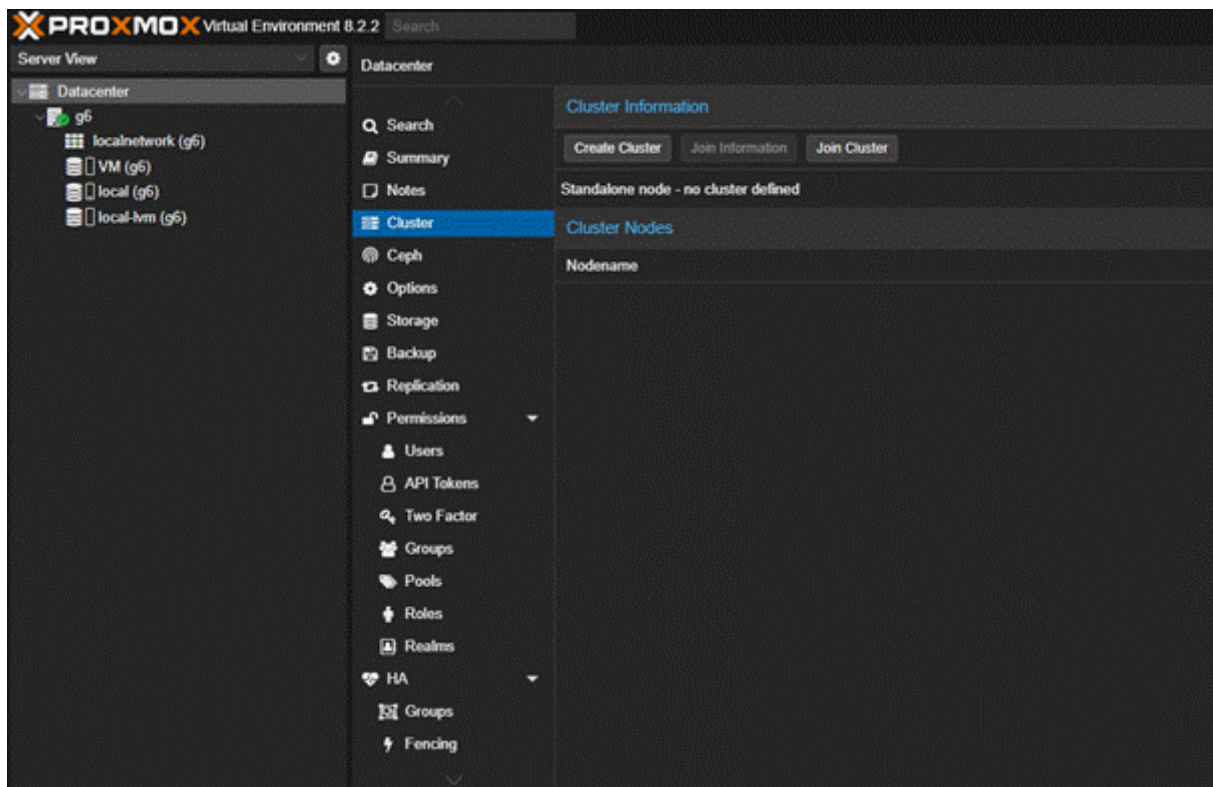 PROXMOX Virtual Environment 8.2.2 Search
Server View
Datacenter
g6
localnetwork (g6)
VM (g6)
local (g6)
local-lvm (g6)
Datacenter
Search
Summary
Notes
Cluster
Ceph
Options
Storage
Backup
Replication
Permissions
Users
API Tokens
Two Factor
Groups
Pools
Roles
Realms
HA
Groups
Fencing
Cluster Information
Create Cluster Join Information Join Cluster
Standalone node - no cluster defined
Cluster Nodes
Nodename